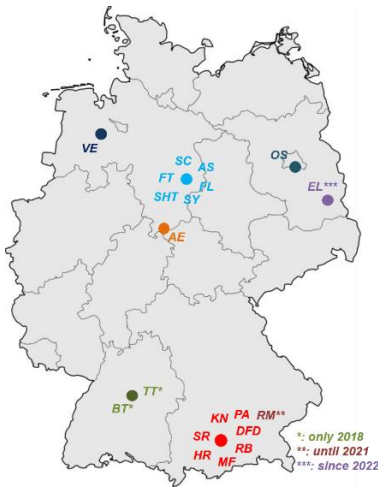 VE
SC
AS
OS
FT
PL
EL***
SHT
SY
AE
TT*
BT*
KN
PA
RM**
DFD
SR
RB
HR
MF
*: only 2018
**: until 2021
***: since 2022